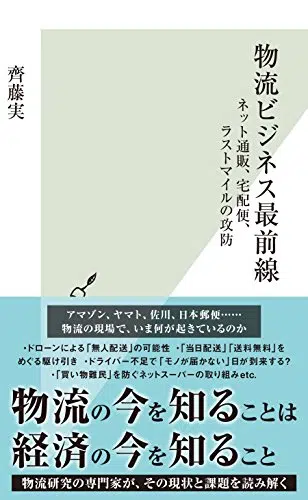 物流ビジネス最前線
ネット通販、宅配便、
ラストマイルの攻防
齊藤実
アマゾン、ヤマト、佐川、日本郵便……
物流の現場で、いま何が起きているのか
・ドローンによる「無人配送」の可能性 ・「当日配送」「送料無料」を
めぐる駆け引き ・ドライバー不足で「モノが届かない」日が到来する?
・「買い物難民」を防ぐネットスーパーの取り組みetc.
物流の今を知ることは
経済の今を知ること
物流研究の専門家が、その現状と課題を読み解く